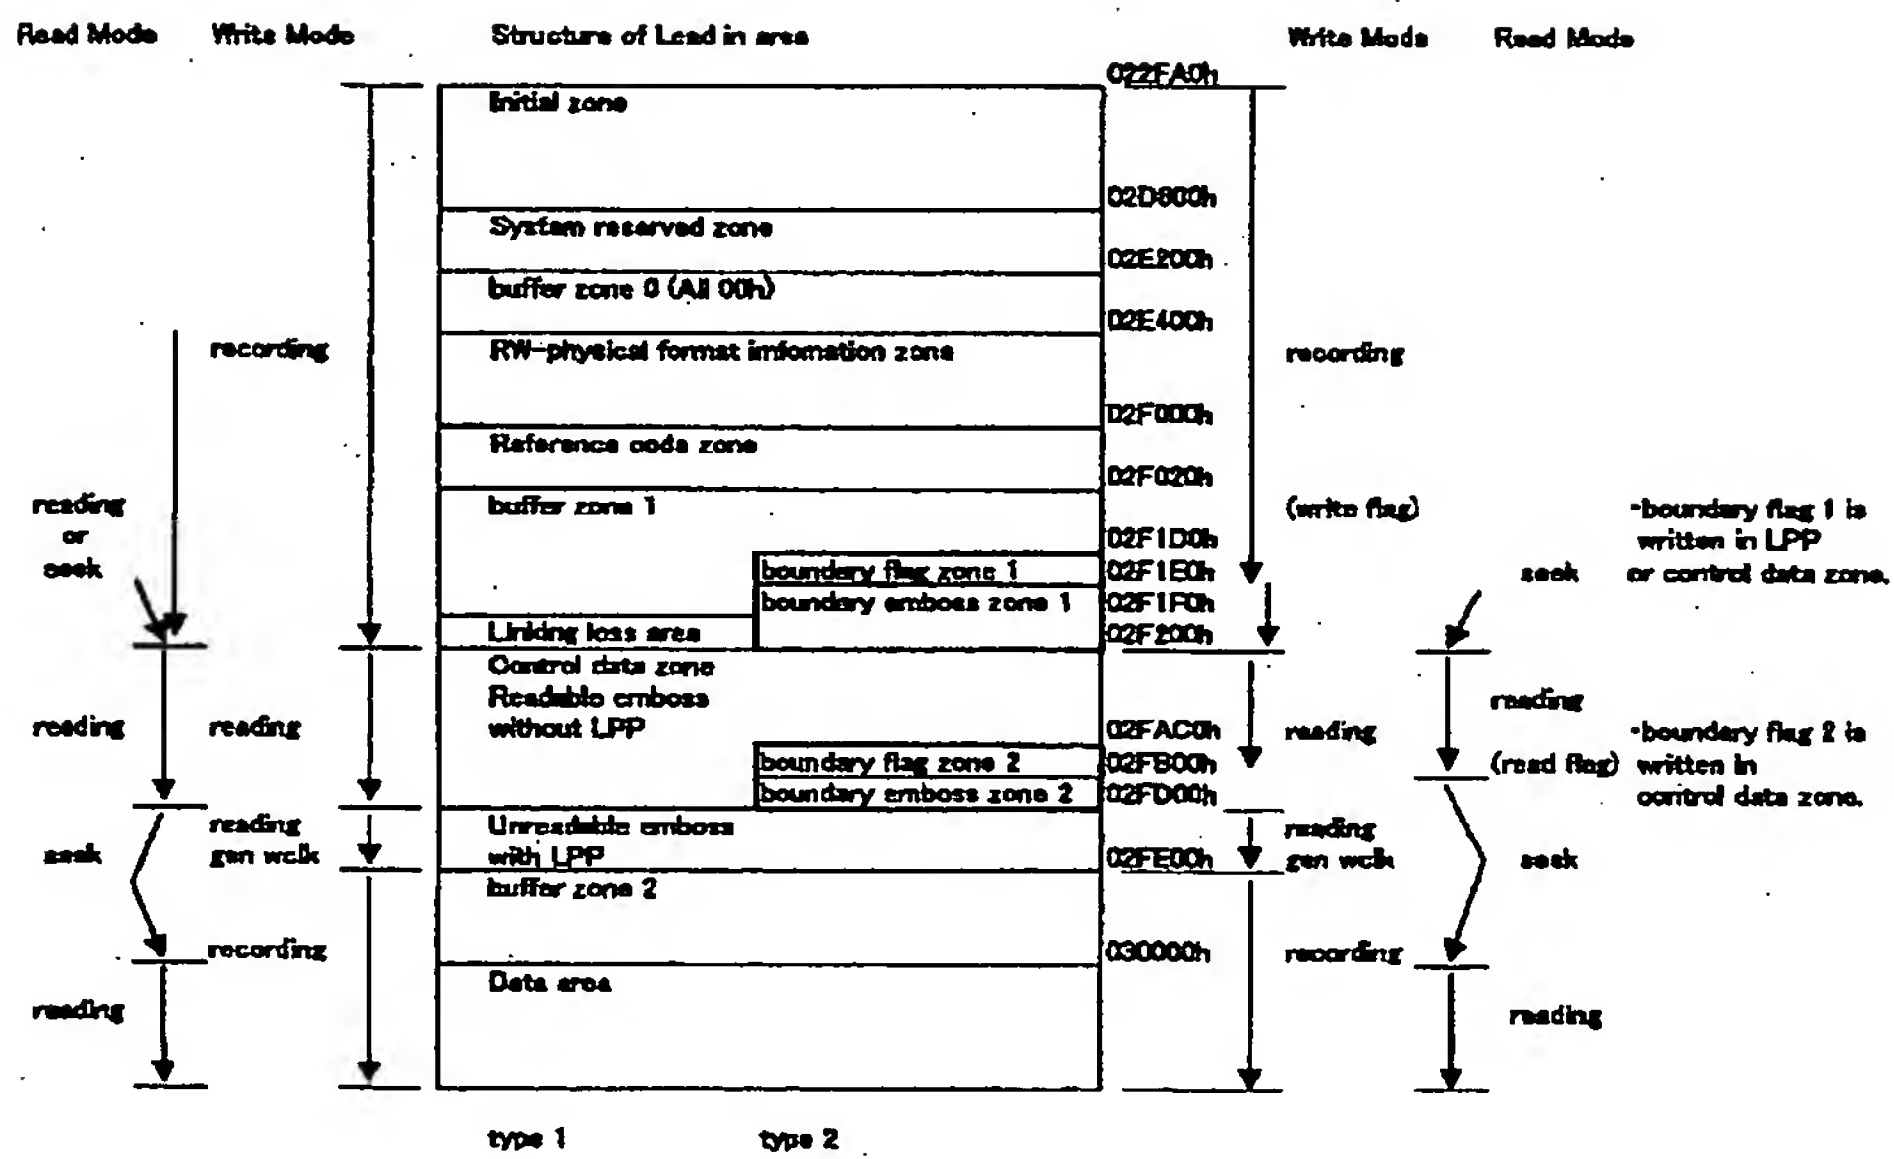 Read Mode Write Mode Structure of Lead in area Write Mode Read Mode
022FA0h
Initial zone
02D800h
System reserved zone
02E200h
buffer zone 0 (All 00h)
02E400h
recording RW-physical format imfomation zone recording
02F000h
Reference code zone
02F020h
reading buffer zone 1 (write flag) -boundary flag 1 is
or 02F1D0h written in LPP
seek boundary flag zone 1 02F1E0h seek or control data zone.
boundary emboss zone 1 02F1F0h
Linking loss area 02F200h
Control data zone
Readable emboss reading
reading reading without LPP 02FAC0h reading -boundary flag 2 is
boundary flag zone 2 02FB00h (read flag) written in
boundary emboss zone 2 02FD00h control data zone.
reading Unreadable emboss reading
seek gen wclk with LPP 02FE00h gen wclk seek
buffer zone 2
recording 030000h recording
reading Data area reading
type 1 type 2